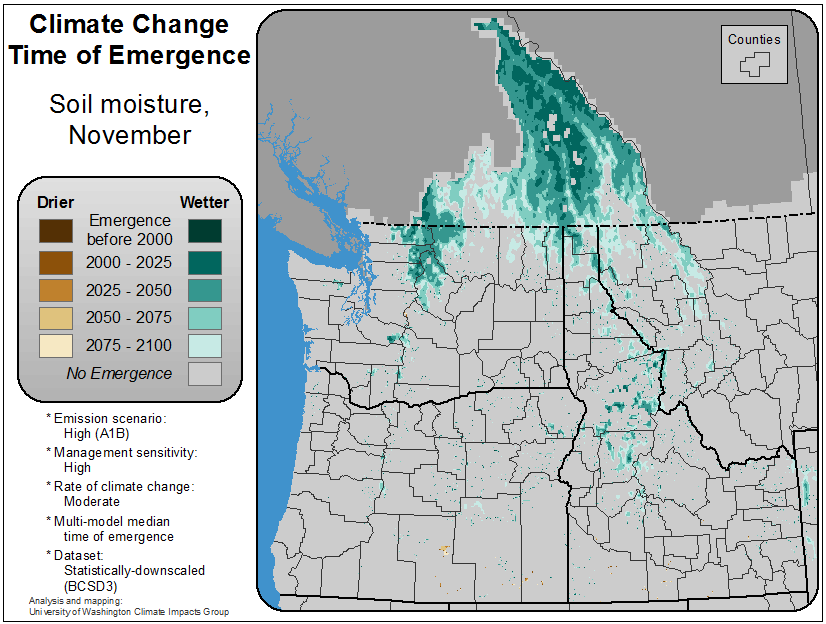 Climate Change
Time of Emergence
Soil moisture,
November
Counties
Drier
Wetter
Emergence
before 2000
2000 - 2025
2025 - 2050
2050 - 2075
2075 - 2100
No Emergence
* Emission scenario:
High (A1B)
* Management sensitivity:
High
* Rate of climate change:
Moderate
* Multi-model median
time of emergence
* Dataset:
Statistically-downscaled
(BCSD3)
Analysis and mapping:
University of Washington Climate Impacts Group